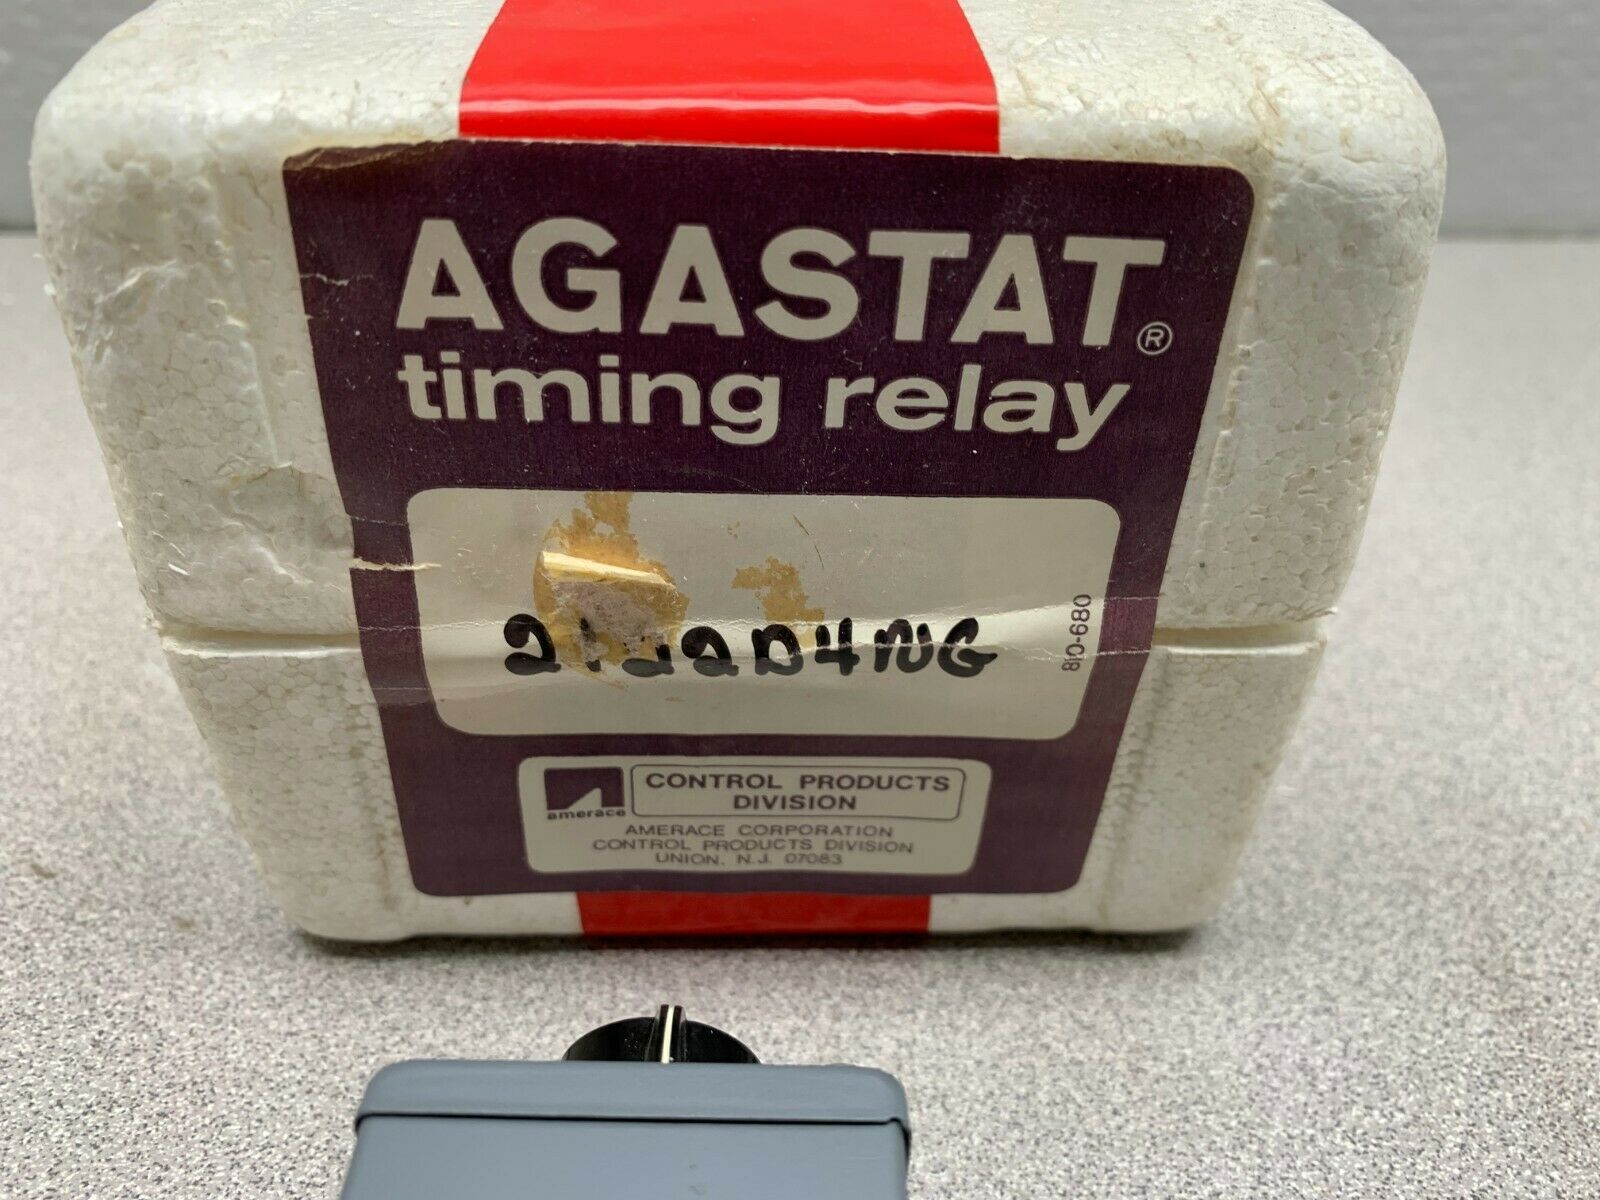 AGASTAT®
timing relay
2122D4NG
810-680
amerace
CONTROL PRODUCTS
DIVISION
AMERACE CORPORATION
CONTROL PRODUCTS DIVISION
UNION, N.J. 07083